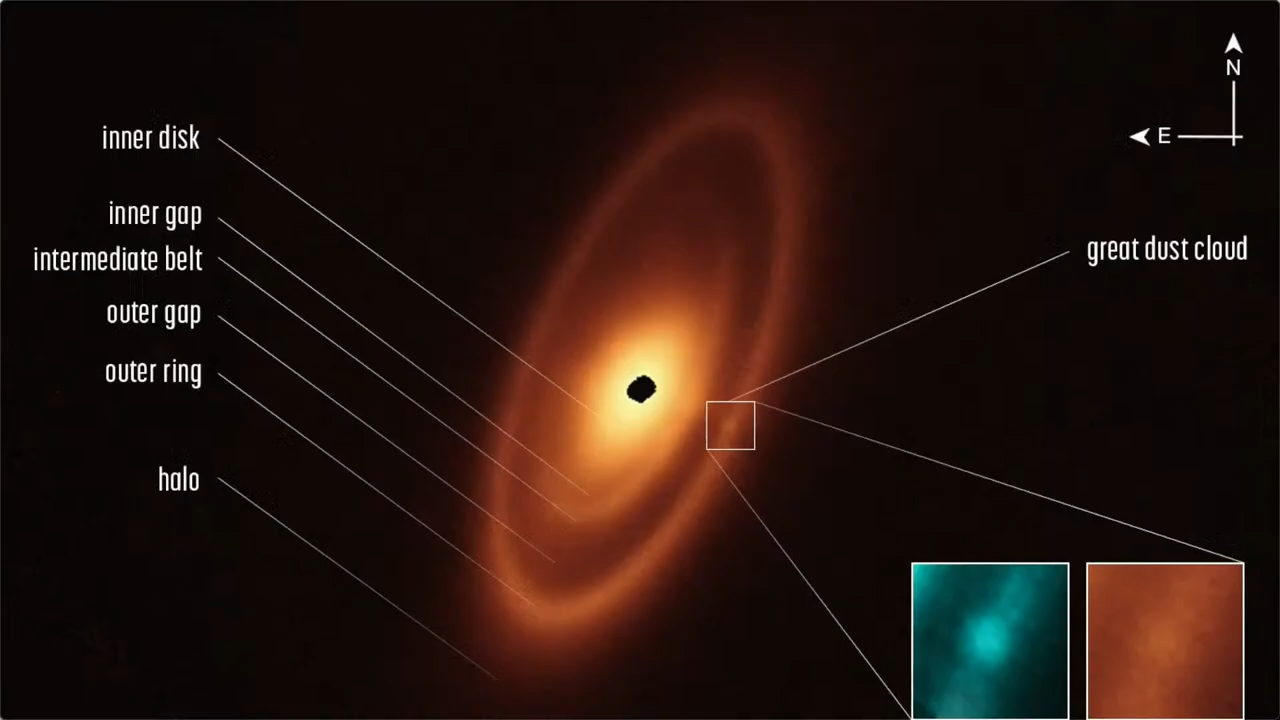 N
E
inner disk
inner gap
great dust cloud
intermediate belt
outer gap
outer ring
halo